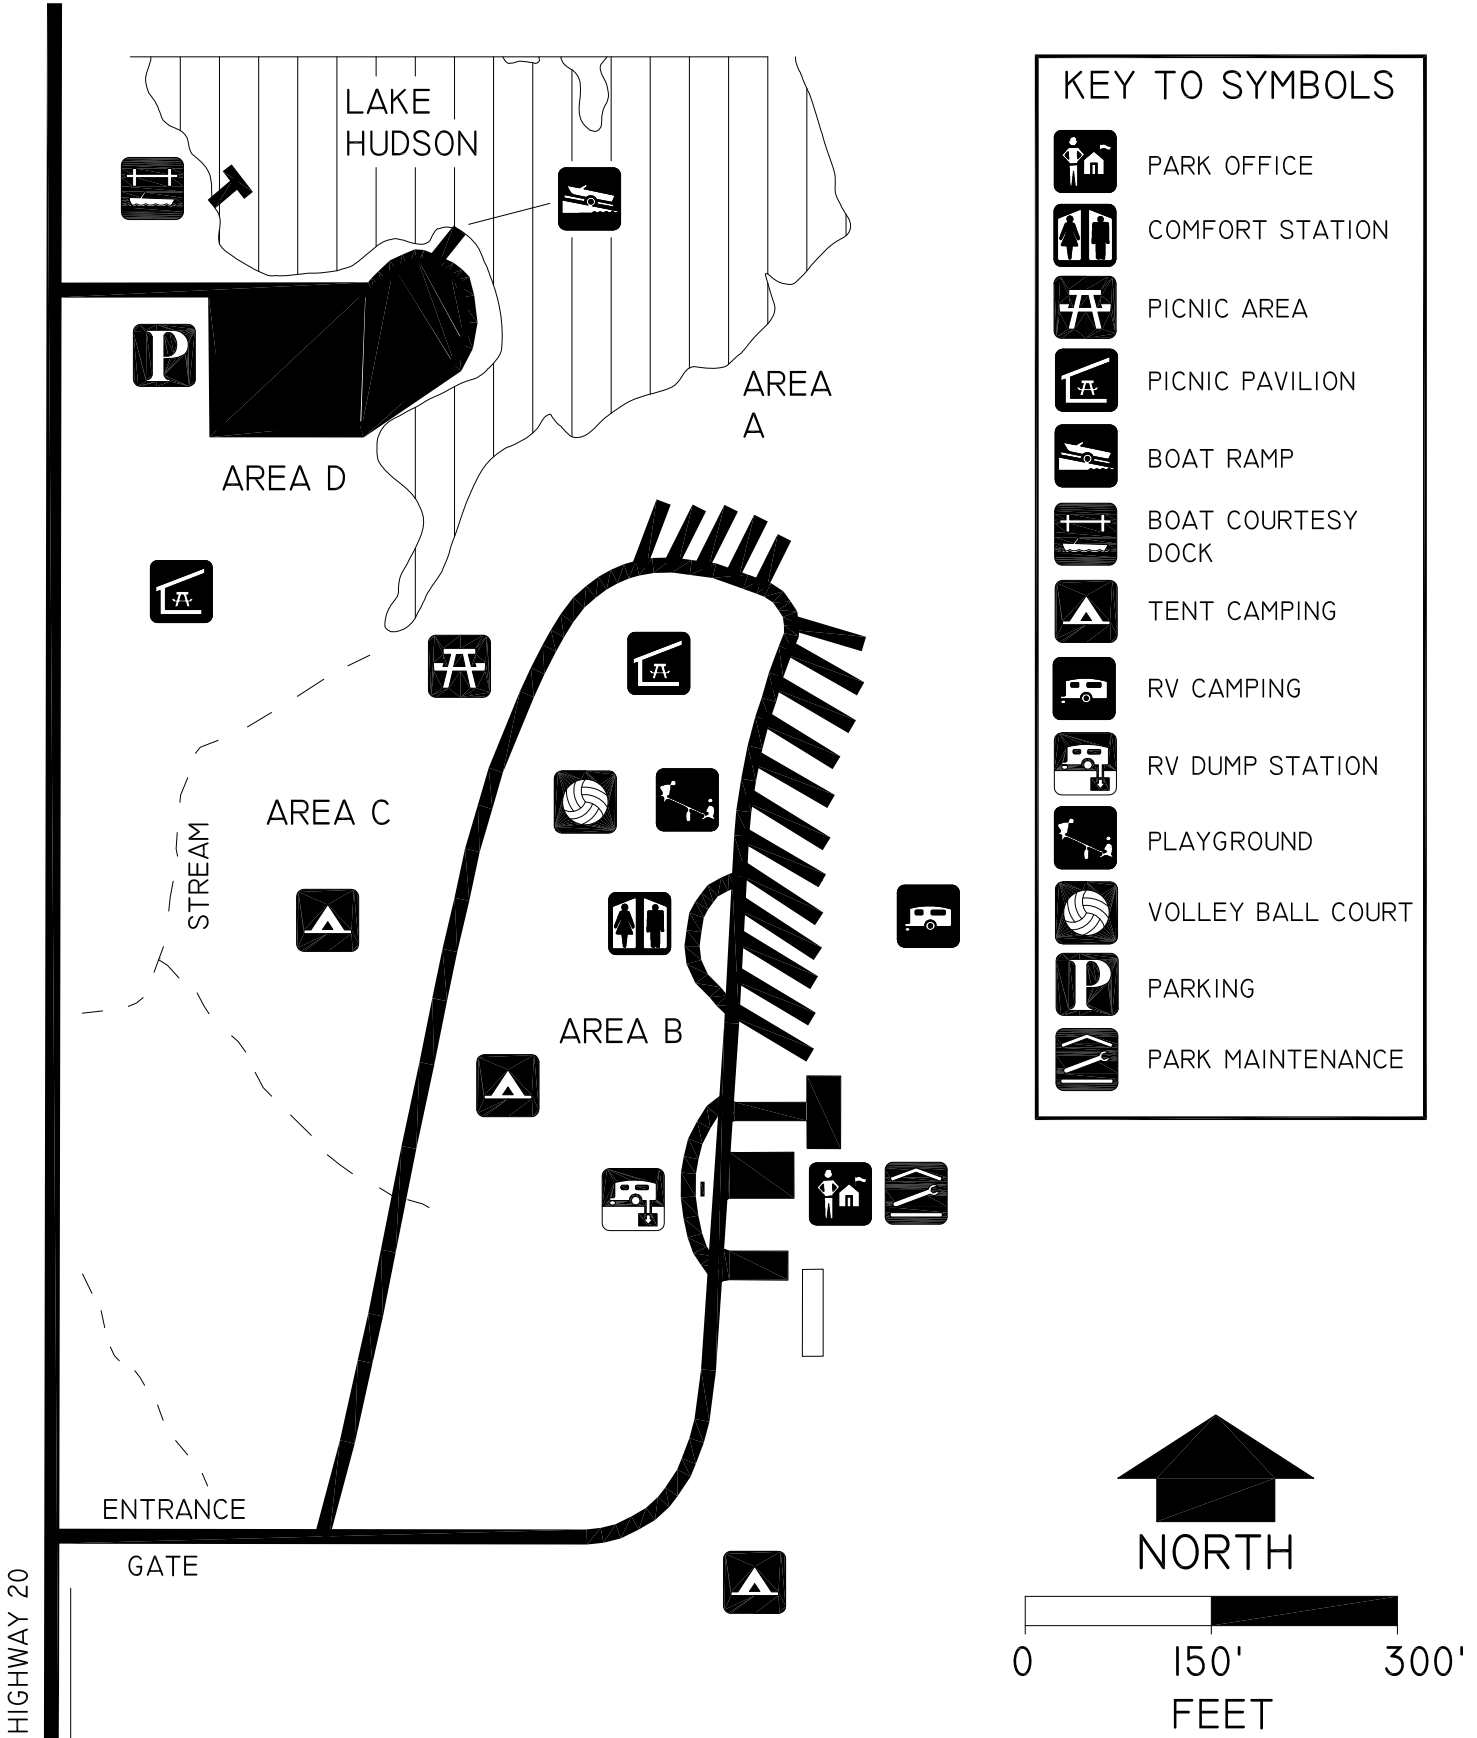 LAKE
HUDSON
AREA
A
AREA D
P
AREA C
STREAM
AREA B
ENTRANCE
GATE
HIGHWAY 20
KEY TO SYMBOLS
PARK OFFICE
COMFORT STATION
PICNIC AREA
PICNIC PAVILION
BOAT RAMP
BOAT COURTESY
DOCK
TENT CAMPING
RV CAMPING
RV DUMP STATION
PLAYGROUND
VOLLEY BALL COURT
P PARKING
PARK MAINTENANCE
NORTH
0 150' 300'
FEET